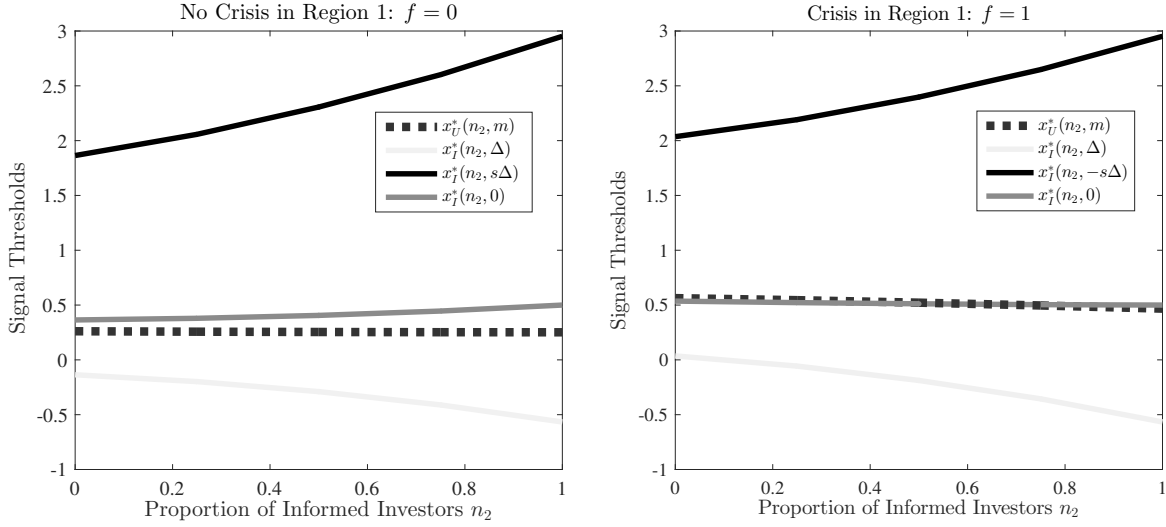 No Crisis in Region 1: f = 0
3
2.5
2
1.5
1
0.5
0
-0.5
-1
Signal Thresholds
x*_U(n_2, m)
x*_I(n_2, Δ)
x*_I(n_2, sΔ)
x*_I(n_2, 0)
0 0.2 0.4 0.6 0.8 1
Proportion of Informed Investors n_2
Crisis in Region 1: f = 1
3
2.5
2
1.5
1
0.5
0
-0.5
-1
Signal Thresholds
x*_U(n_2, m)
x*_I(n_2, Δ)
x*_I(n_2, −sΔ)
x*_I(n_2, 0)
0 0.2 0.4 0.6 0.8 1
Proportion of Informed Investors n_2